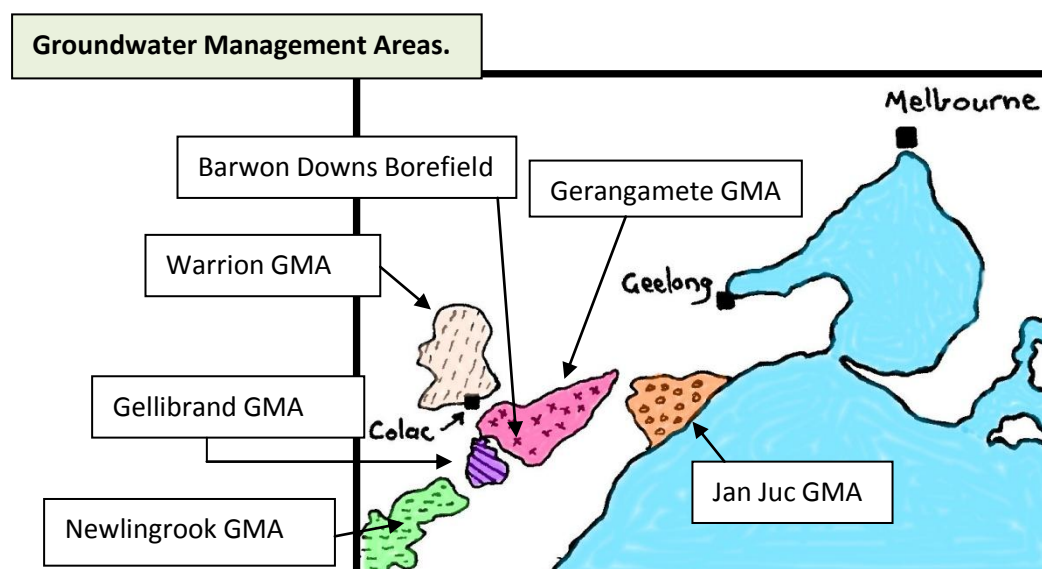 Groundwater Management Areas.
Melbourne
Barwon Downs Borefield
Gerangamete GMA
Warrion GMA
Geelong
Gellibrand GMA
Colac
Jan Juc GMA
Newlingrook GMA